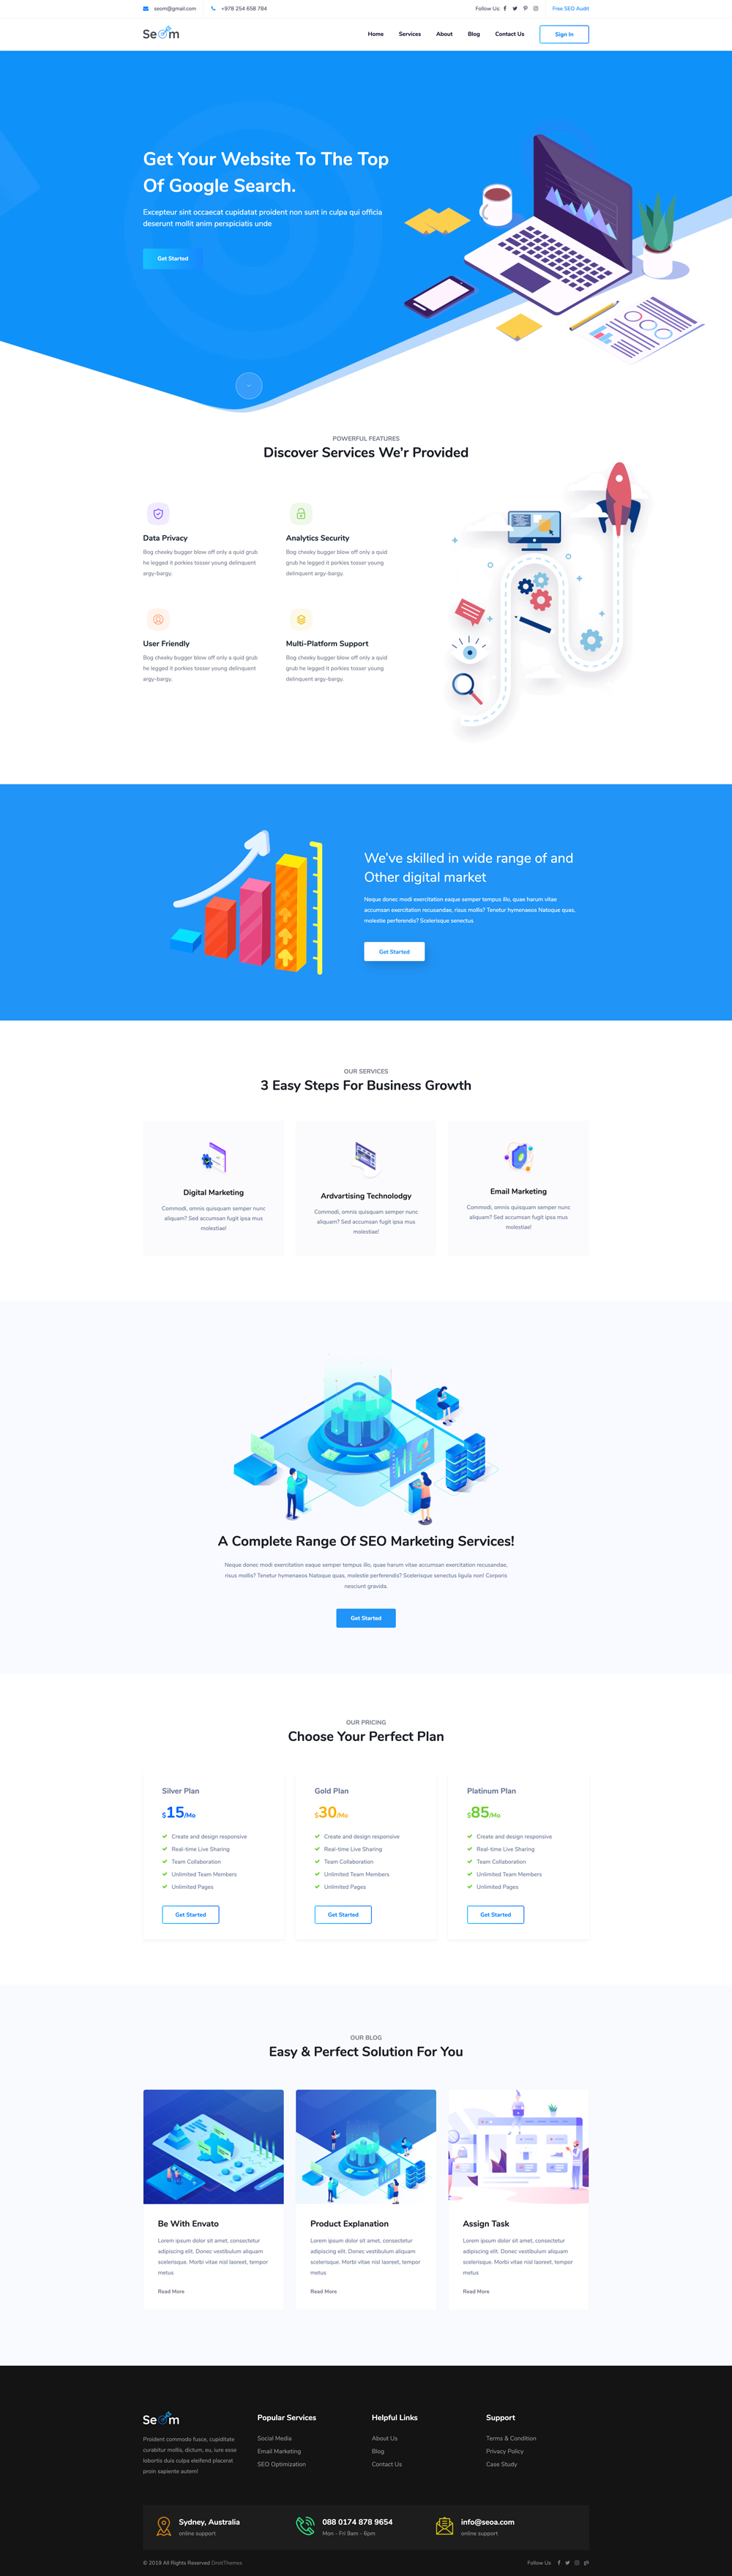 seom@gmail.com
+978 254 658 784
Follow Us:
Free SEO Audit
Seom
Home
Services
About
Blog
Contact Us
Sign In
Get Your Website To The Top
Of Google Search.
Excepteur sint occaecat cupidatat proident non sunt in culpa qui officia
deserunt mollit anim perspiciatis unde
Get Started
POWERFUL FEATURES
Discover Services We'r Provided
Data Privacy
Bog cheeky bugger blow off only a quid grub
he legged it porkies tosser young delinquent
argy-bargy.
Analytics Security
Bog cheeky bugger blow off only a quid
grub he legged it porkies tosser young
delinquent argy-bargy.
User Friendly
Bog cheeky bugger blow off only a quid grub
he legged it porkies tosser young delinquent
argy-bargy.
Multi-Platform Support
Bog cheeky bugger blow off only a quid
grub he legged it porkies tosser young
delinquent argy-bargy.
We've skilled in wide range of and
Other digital market
Neque donec modi exercitation eaque semper tempus illo, quae harum vitae
accumsan exercitation recusandae, risus mollis? Tenetur hymenaeos Natoque quas,
molestie perferendis? Scelerisque senectus
Get Started
OUR SERVICES
3 Easy Steps For Business Growth
Digital Marketing
Commodi, omnis quisquam semper nunc
aliquam? Sed accumsan fugit ipsa mus
molestiae!
Ardvartising Technolodgy
Commodi, omnis quisquam semper nunc
aliquam? Sed accumsan fugit ipsa mus
molestiae!
Email Marketing
Commodi, omnis quisquam semper nunc
aliquam? Sed accumsan fugit ipsa mus
molestiae!
A Complete Range Of SEO Marketing Services!
Neque donec modi exercitation eaque semper tempus illo, quae harum vitae accumsan exercitation recusandae,
risus mollis? Tenetur hymenaeos Natoque quas, molestie perferendis? Scelerisque senectus ligula non! Corporis
nesciunt gravida.
Get Started
OUR PRICING
Choose Your Perfect Plan
Silver Plan
$15/Mo
Create and design responsive
Real-time Live Sharing
Team Collaboration
Unlimited Team Members
Unlimited Pages
Get Started
Gold Plan
$30/Mo
Create and design responsive
Real-time Live Sharing
Team Collaboration
Unlimited Team Members
Unlimited Pages
Get Started
Platinum Plan
$85/Mo
Create and design responsive
Real-time Live Sharing
Team Collaboration
Unlimited Team Members
Unlimited Pages
Get Started
OUR BLOG
Easy & Perfect Solution For You
Be With Envato
Lorem ipsum dolor sit amet, consectetur
adipiscing elit. Donec vestibulum aliquam
scelerisque. Morbi vitae nisl laoreet, tempor
metus
Read More
Product Explanation
Lorem ipsum dolor sit amet, consectetur
adipiscing elit. Donec vestibulum aliquam
scelerisque. Morbi vitae nisl laoreet, tempor
metus
Read More
Assign Task
Lorem ipsum dolor sit amet, consectetur
adipiscing elit. Donec vestibulum aliquam
scelerisque. Morbi vitae nisl laoreet, tempor
metus
Read More
Seom
Proident commodo fusce, cupiditate
curabitur mollis, dictum, eu, iure esse
lobortis duis culpa eleifend placerat
proin sapiente autem!
Popular Services
Social Media
Email Marketing
SEO Optimization
Helpful Links
About Us
Blog
Contact Us
Support
Terms & Condition
Privacy Policy
Case Study
Sydney, Australia
online support
088 0174 878 9654
Mon - Fri 9am - 6pm
info@seoa.com
online support
© 2019 All Rights Reserved DroitThemes
Follow Us